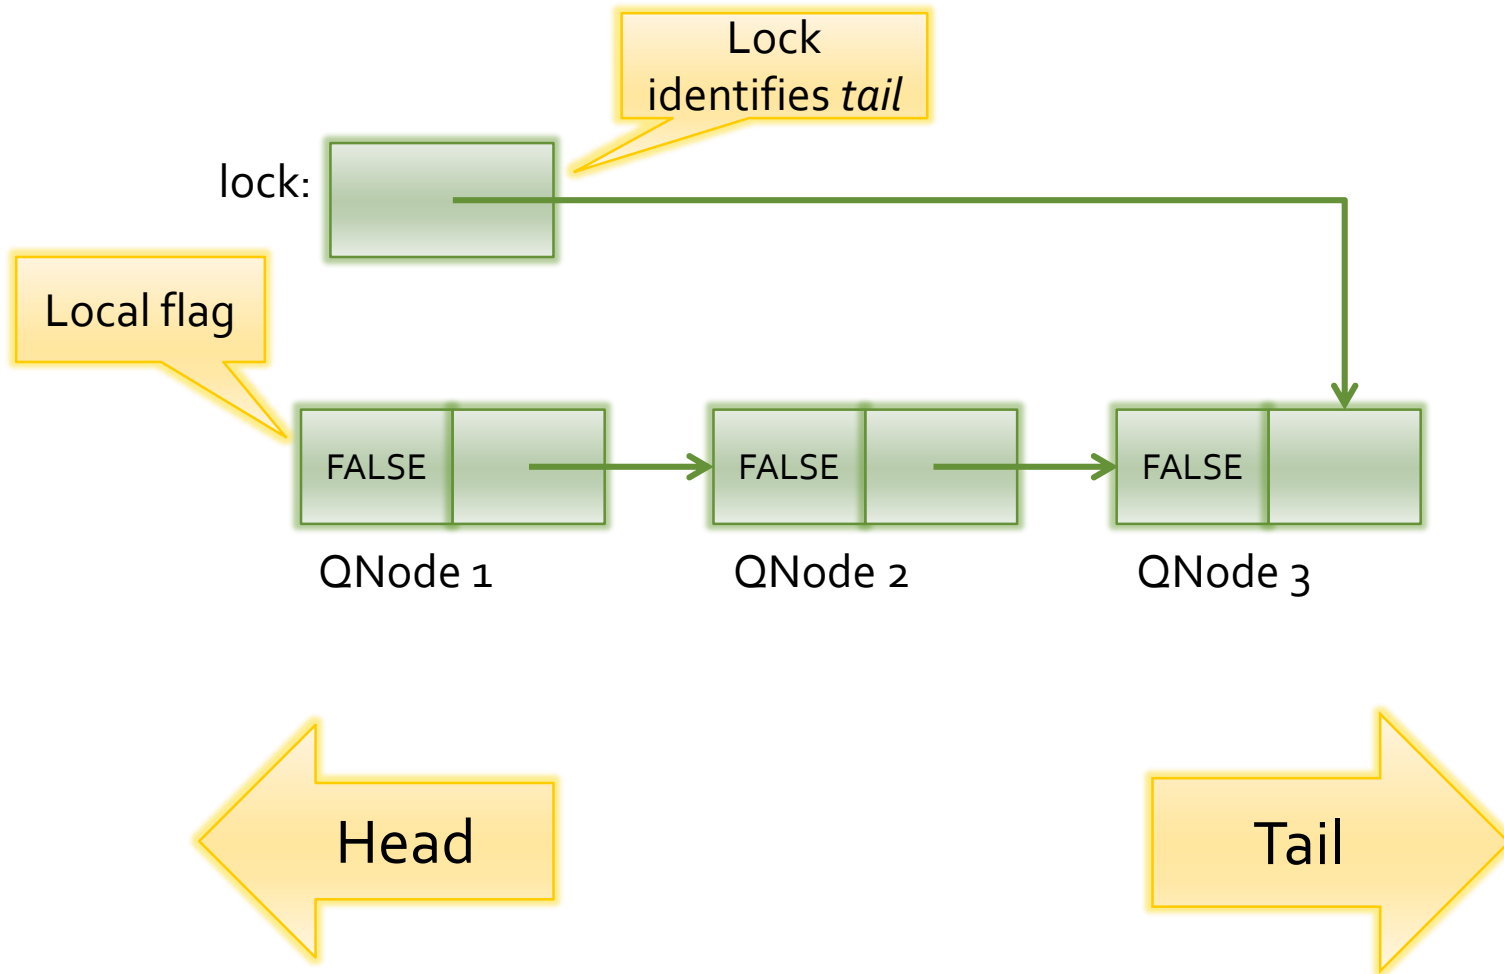 Lock
identifies tail
lock:
Local flag
FALSE
FALSE
FALSE
QNode 1
QNode 2
QNode 3
Head
Tail